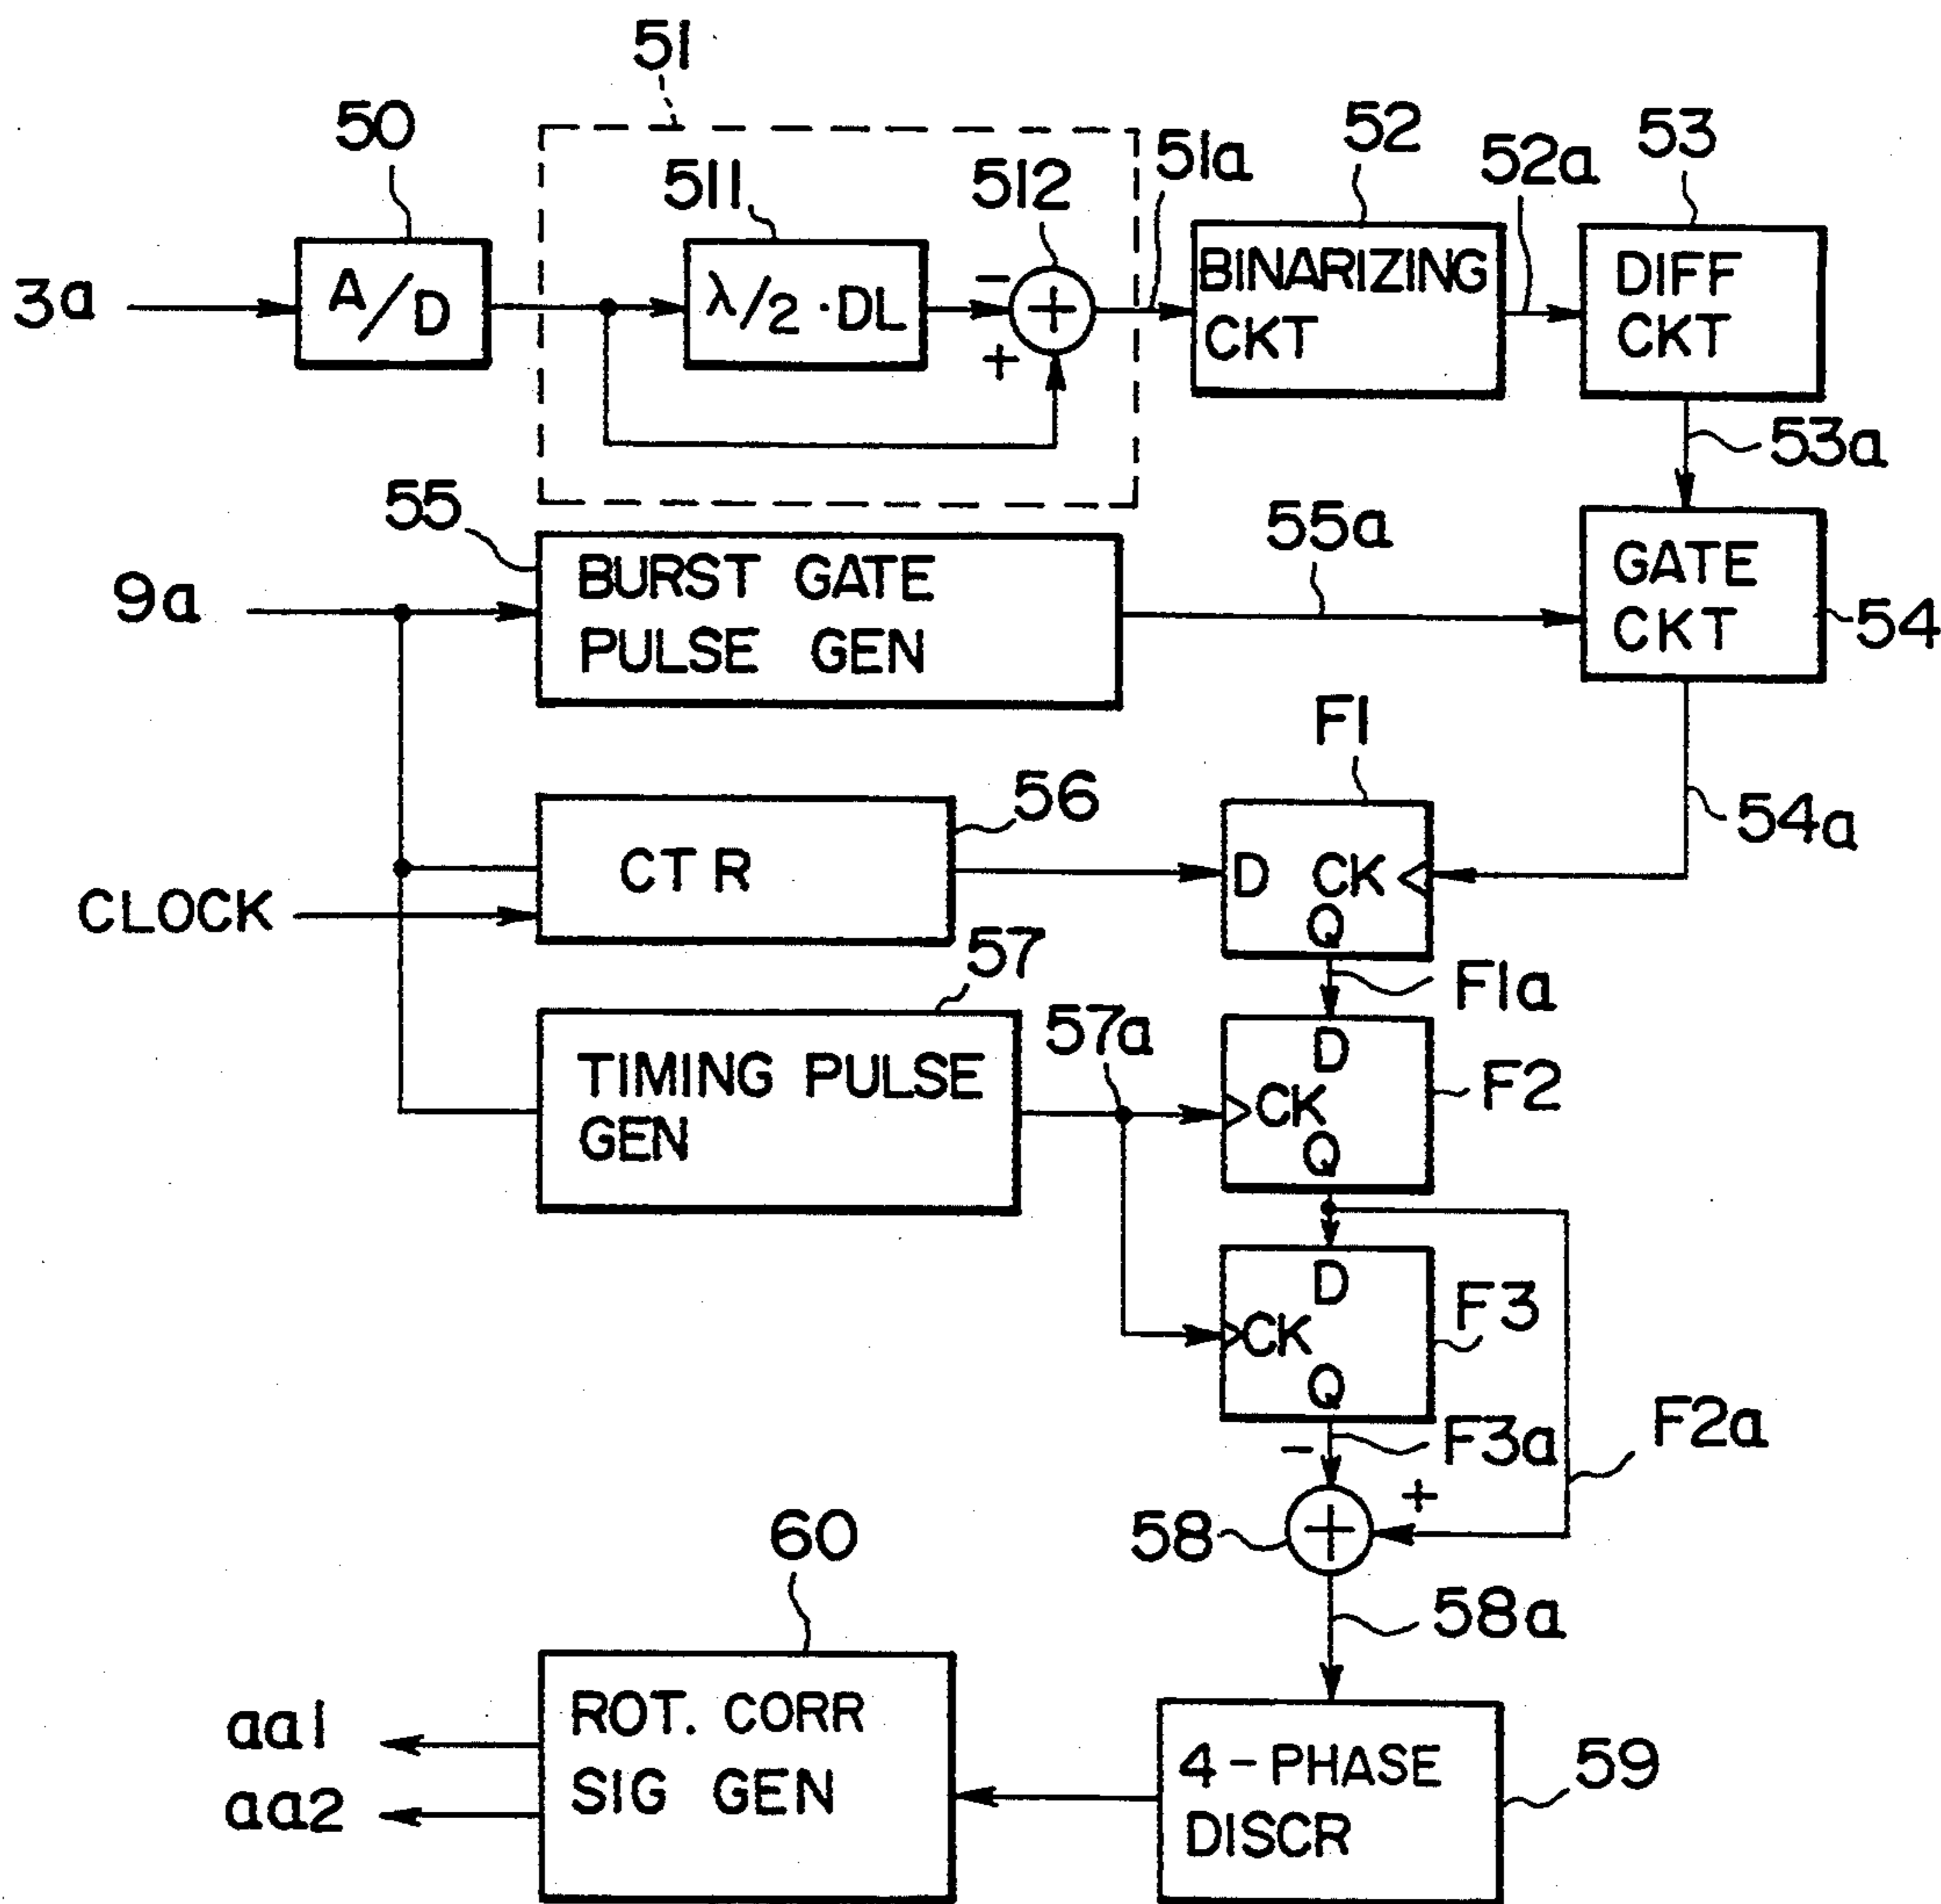 51
50
511
512
51a
52
52a
53
3a
A/D
λ/2·DL
-
+
+
BINARIZING
CKT
DIFF
CKT
53a
55
9a
BURST GATE
PULSE GEN
55a
GATE
CKT
54
F1
56
CTR
CLOCK
D CK
Q
54a
57
F1a
57a
TIMING PULSE
GEN
D
CK
Q
F2
D
CK
Q
F3
F3a
F2a
-
+
58
+
58a
60
ROT. CORR
SIG GEN
aa1
aa2
4-PHASE
DISCR
59